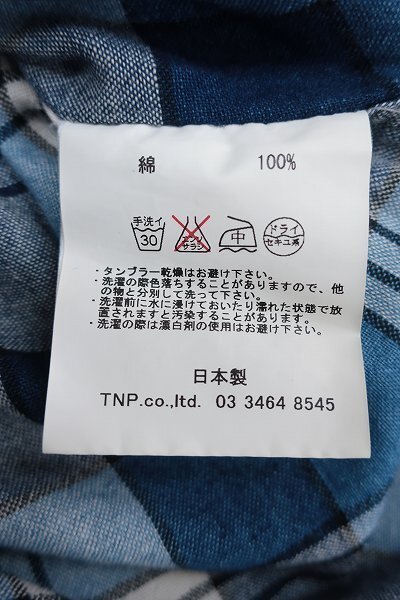 綿 100%
手洗イ 30 エンソサラシ 中 ドライ セキユ系
・タンブラー乾燥はお避け下さい。
・洗濯の際色落ちすることがありますので、他
の物と分別して洗って下さい。
・洗濯前に水に浸けておいたり濡れた状態で放
置されますと汚染することがあります。
・洗濯の際は漂白剤の使用はお避け下さい。
日本製
TNP.co.,ltd. 03 3464 8545